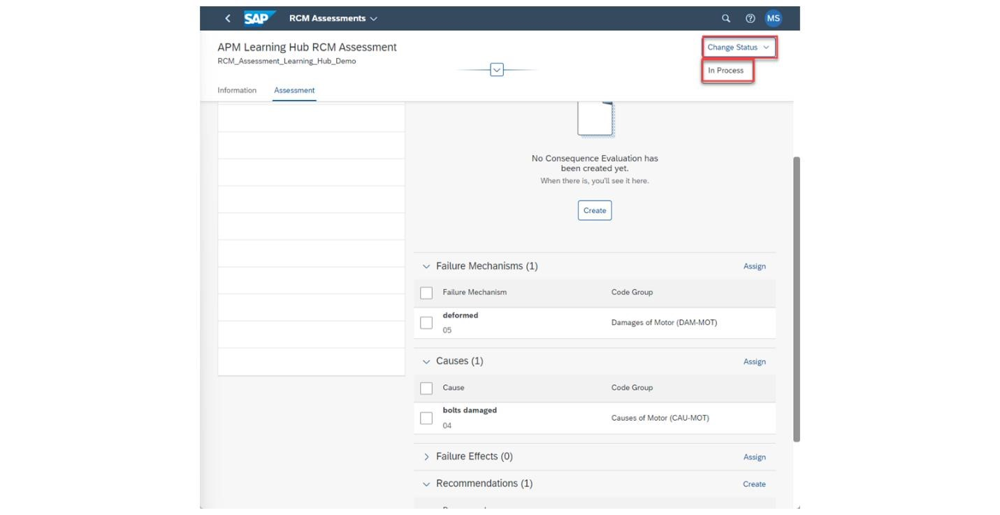 SAP RCM Assessments MS
APM Learning Hub RCM Assessment
Change Status
RCM_Assessment_Learning_Hub_Demo
In Process
Information Assessment
No Consequence Evaluation has
been created yet.
When there is, you'll see it here.
Create
Failure Mechanisms (1) Assign
Failure Mechanism Code Group
deformed
05
Damages of Motor (DAM-MOT)
Causes (1) Assign
Cause Code Group
bolts damaged
04
Causes of Motor (CAU-MOT)
Failure Effects (0) Assign
Recommendations (1) Create